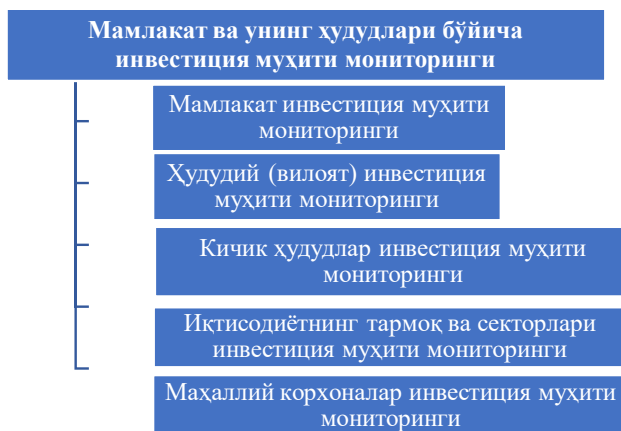 Мамлакат ва унинг ҳудудлари бўйича
инвестиция муҳити мониторинги
Мамлакат инвестиция муҳити
мониторинги
Ҳудудий (вилоят) инвестиция
муҳити мониторинги
Кичик ҳудудлар инвестиция муҳити
мониторинги
Иқтисодиётнинг тармоқ ва секторлари
инвестиция муҳити мониторинги
Маҳаллий корхоналар инвестиция муҳити
мониторинги